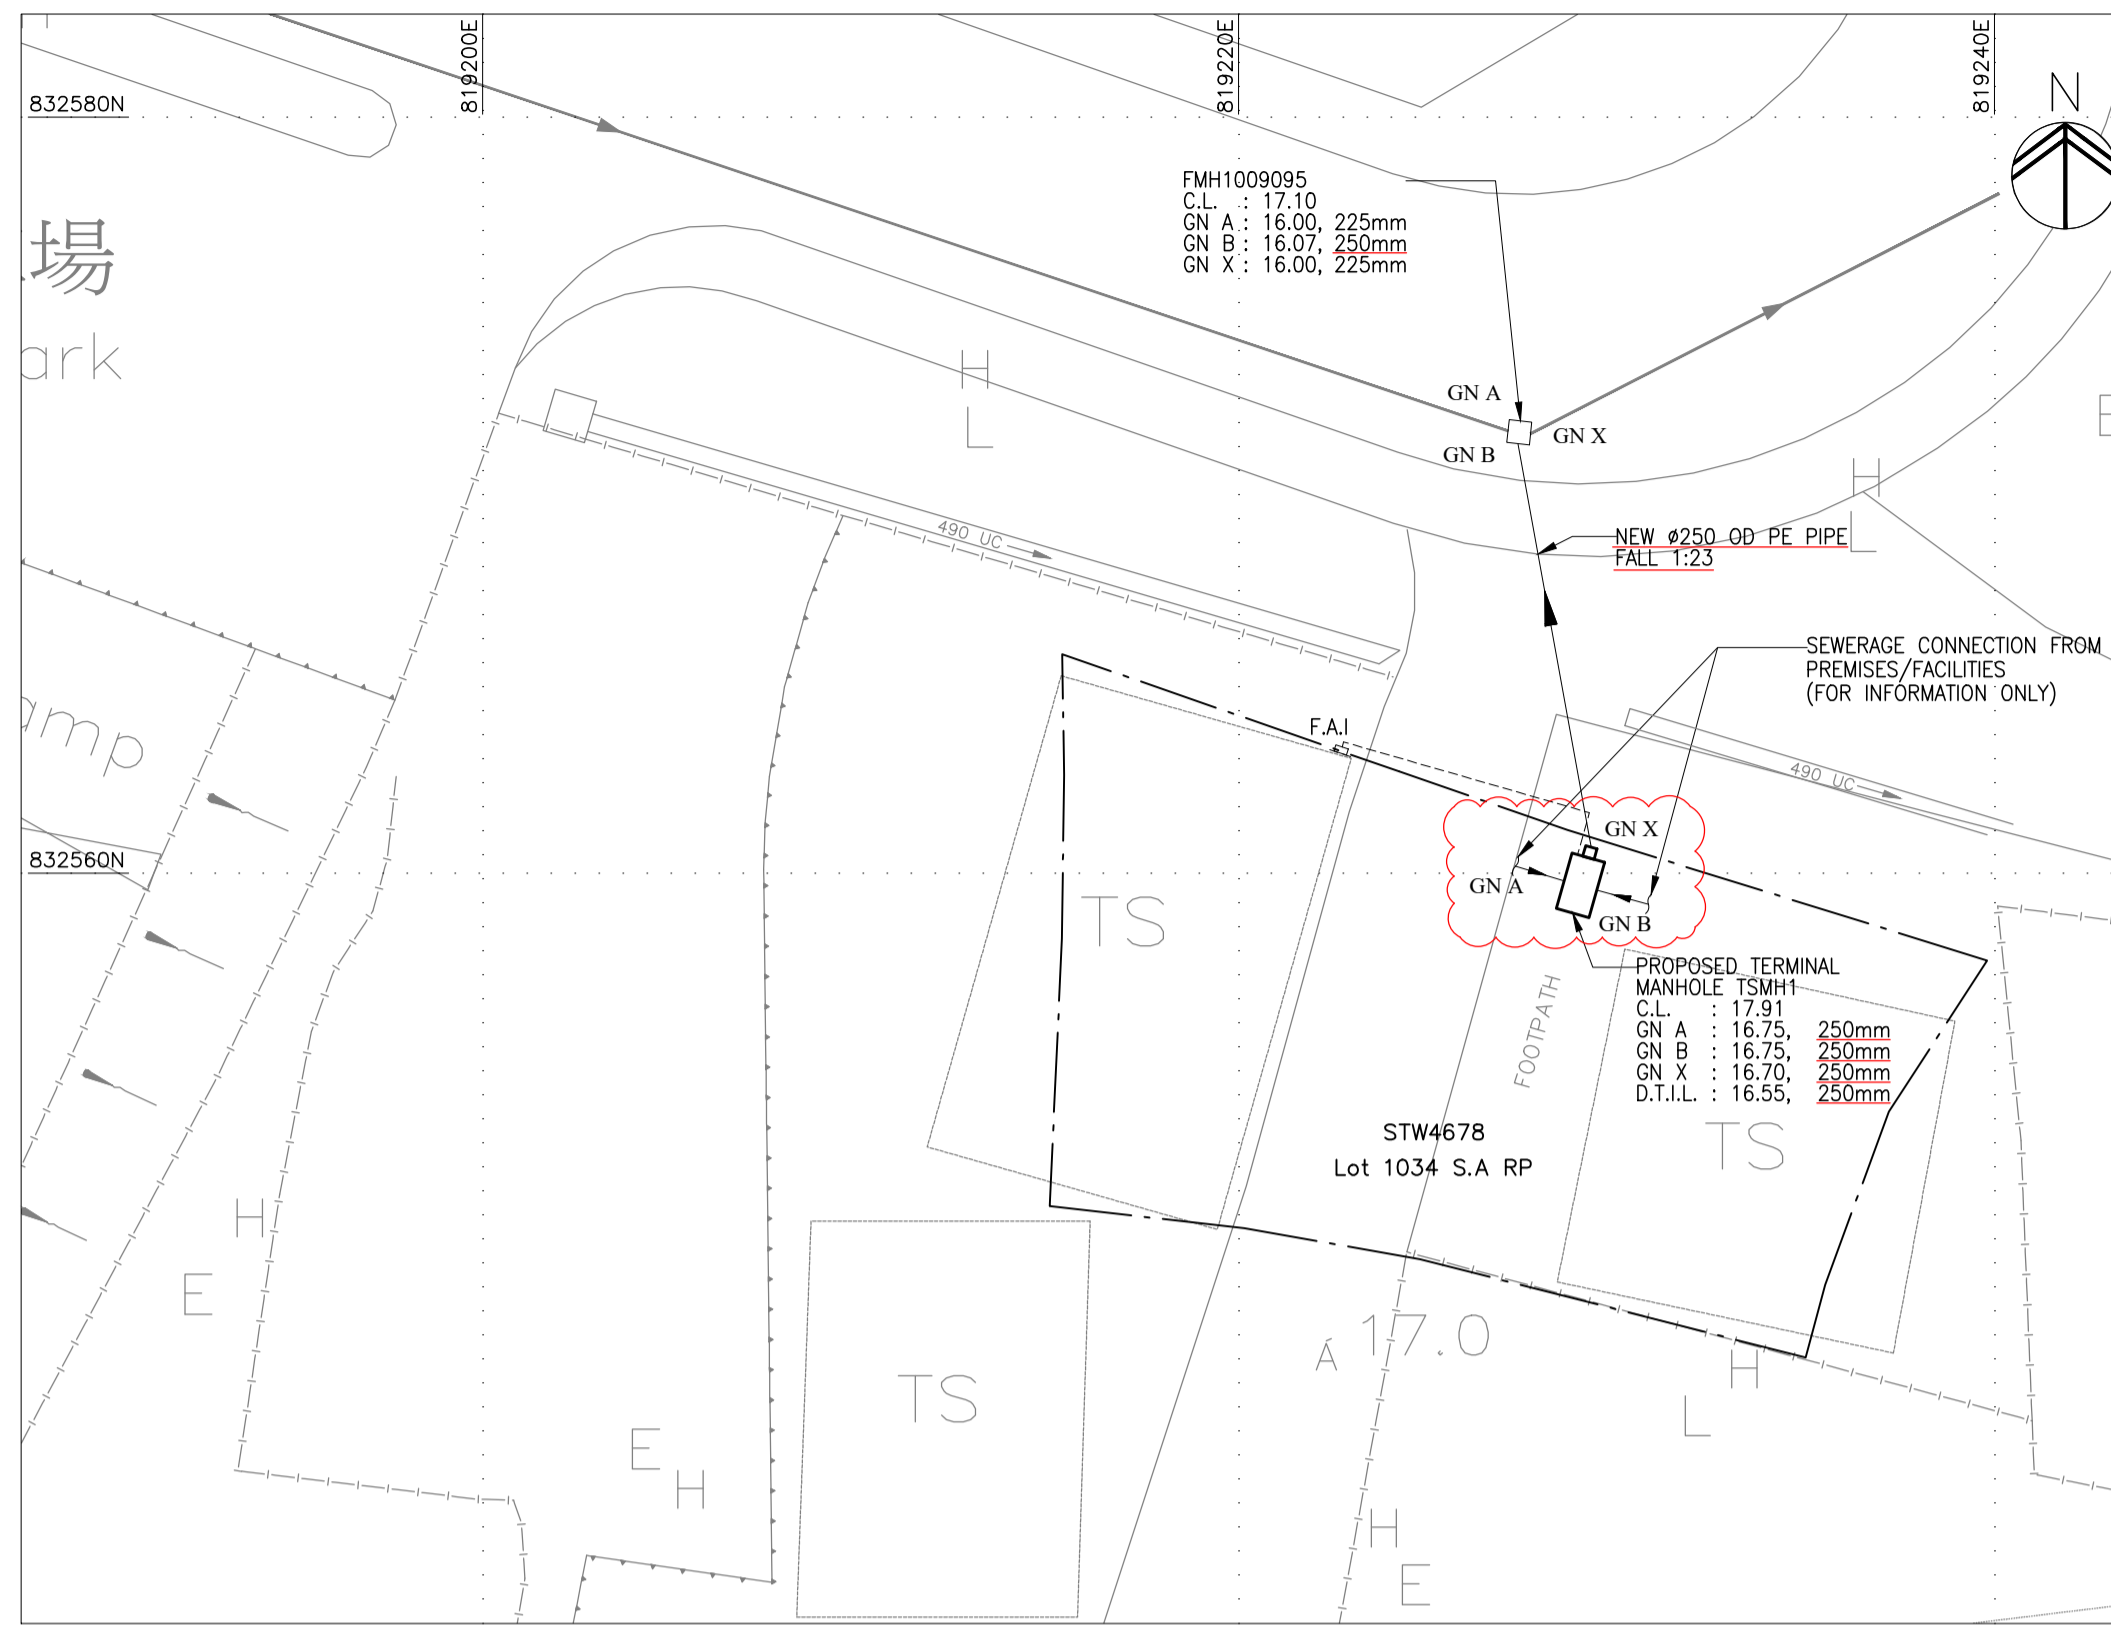 819200E
819220E
819240E
832580N
N
場
ark
FMH1009095
C.L. : 17.10
GN A : 16.00, 225mm
GN B : 16.07, 250mm
GN X : 16.00, 225mm
H
L
GN A
GN X
GN B
H
L
490 UC
NEW ø250 OD PE PIPE
FALL 1:23
SEWERAGE CONNECTION FROM
PREMISES/FACILITIES
(FOR INFORMATION ONLY)
amp
F.A.I
490 UC
GN X
832560N
GN A
GN B
TS
PROPOSED TERMINAL
MANHOLE TSMH1
C.L. : 17.91
GN A : 16.75, 250mm
GN B : 16.75, 250mm
GN X : 16.70, 250mm
D.T.I.L. : 16.55, 250mm
FOOTPATH
STW4678
Lot 1034 S.A RP
TS
H
E
Á 17.0
H
L
TS
E
H
H
E